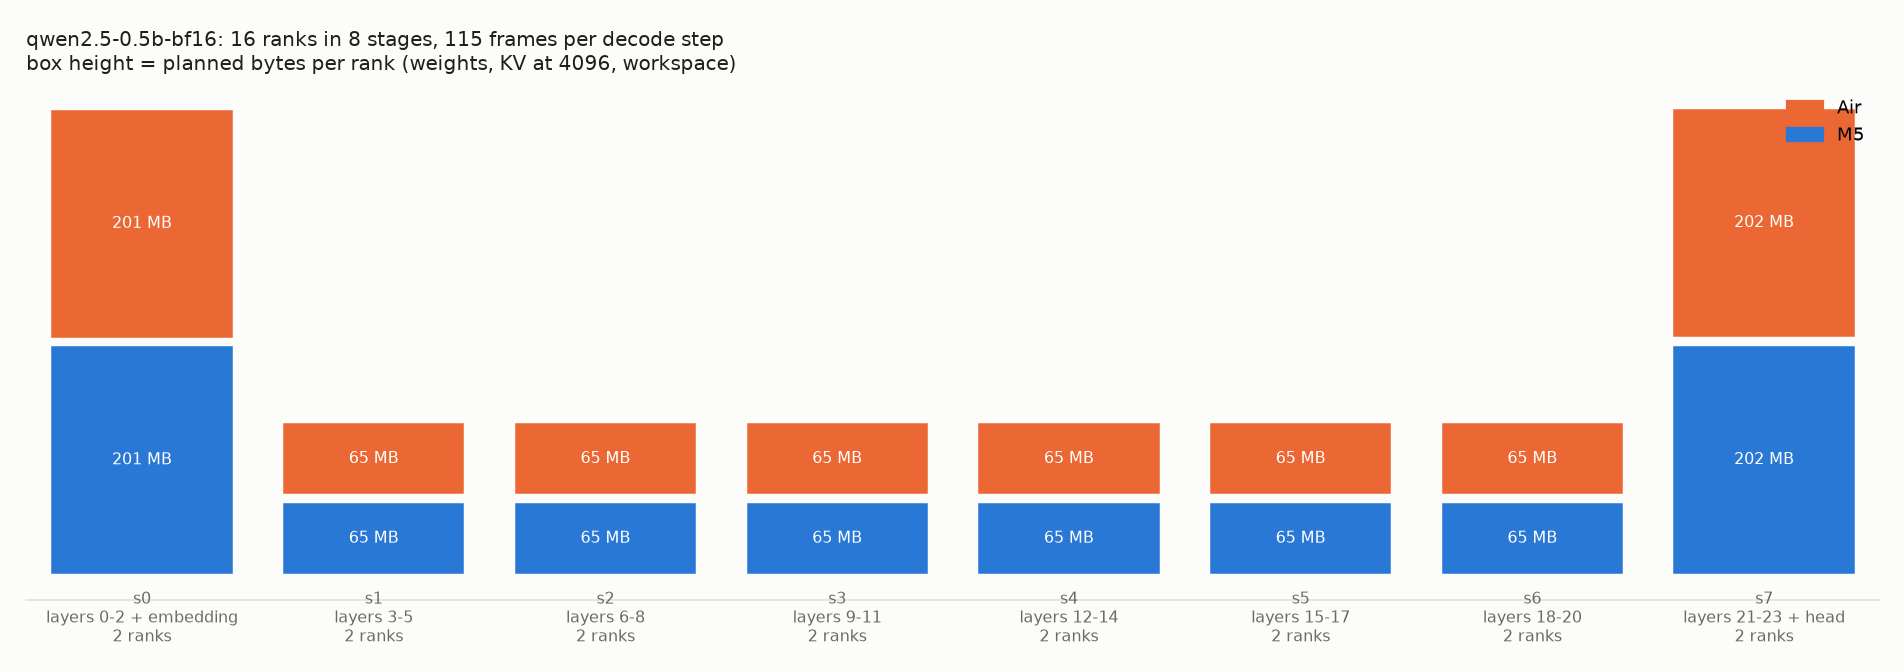 qwen2.5-0.5b-bf16: 16 ranks in 8 stages, 115 frames per decode step
box height = planned bytes per rank (weights, KV at 4096, workspace)
Air
M5
201 MB
202 MB
201 MB
65 MB
65 MB
65 MB
65 MB
65 MB
65 MB
202 MB
65 MB
65 MB
65 MB
65 MB
65 MB
65 MB
s0
layers 0-2 + embedding
2 ranks
s1
layers 3-5
2 ranks
s2
layers 6-8
2 ranks
s3
layers 9-11
2 ranks
s4
layers 12-14
2 ranks
s5
layers 15-17
2 ranks
s6
layers 18-20
2 ranks
s7
layers 21-23 + head
2 ranks